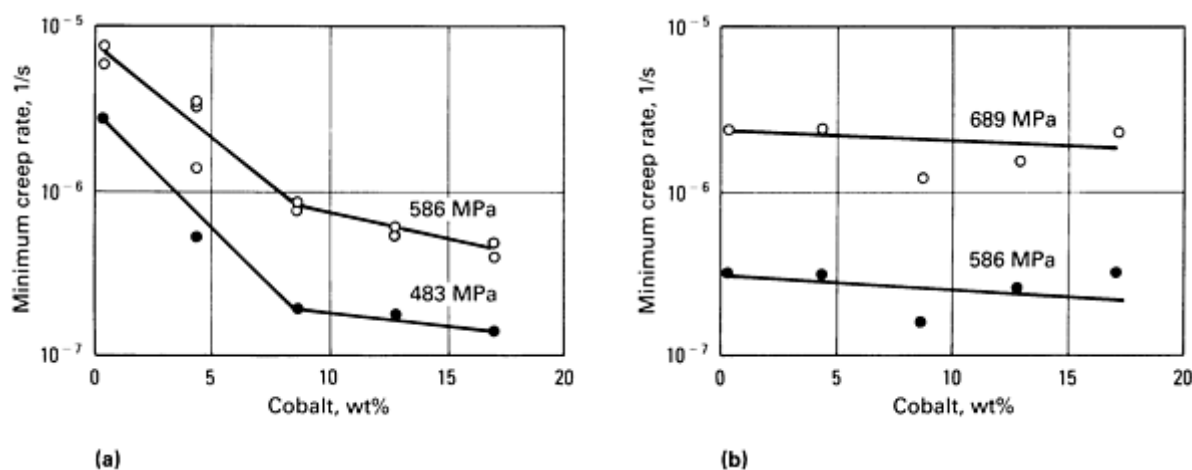 Minimum creep rate, 1/s
10⁻⁵
10⁻⁶
10⁻⁷
586 MPa
483 MPa
0 5 10 15 20
Cobalt, wt%
(a)
Minimum creep rate, 1/s
10⁻⁵
10⁻⁶
10⁻⁷
689 MPa
586 MPa
0 5 10 15 20
Cobalt, wt%
(b)